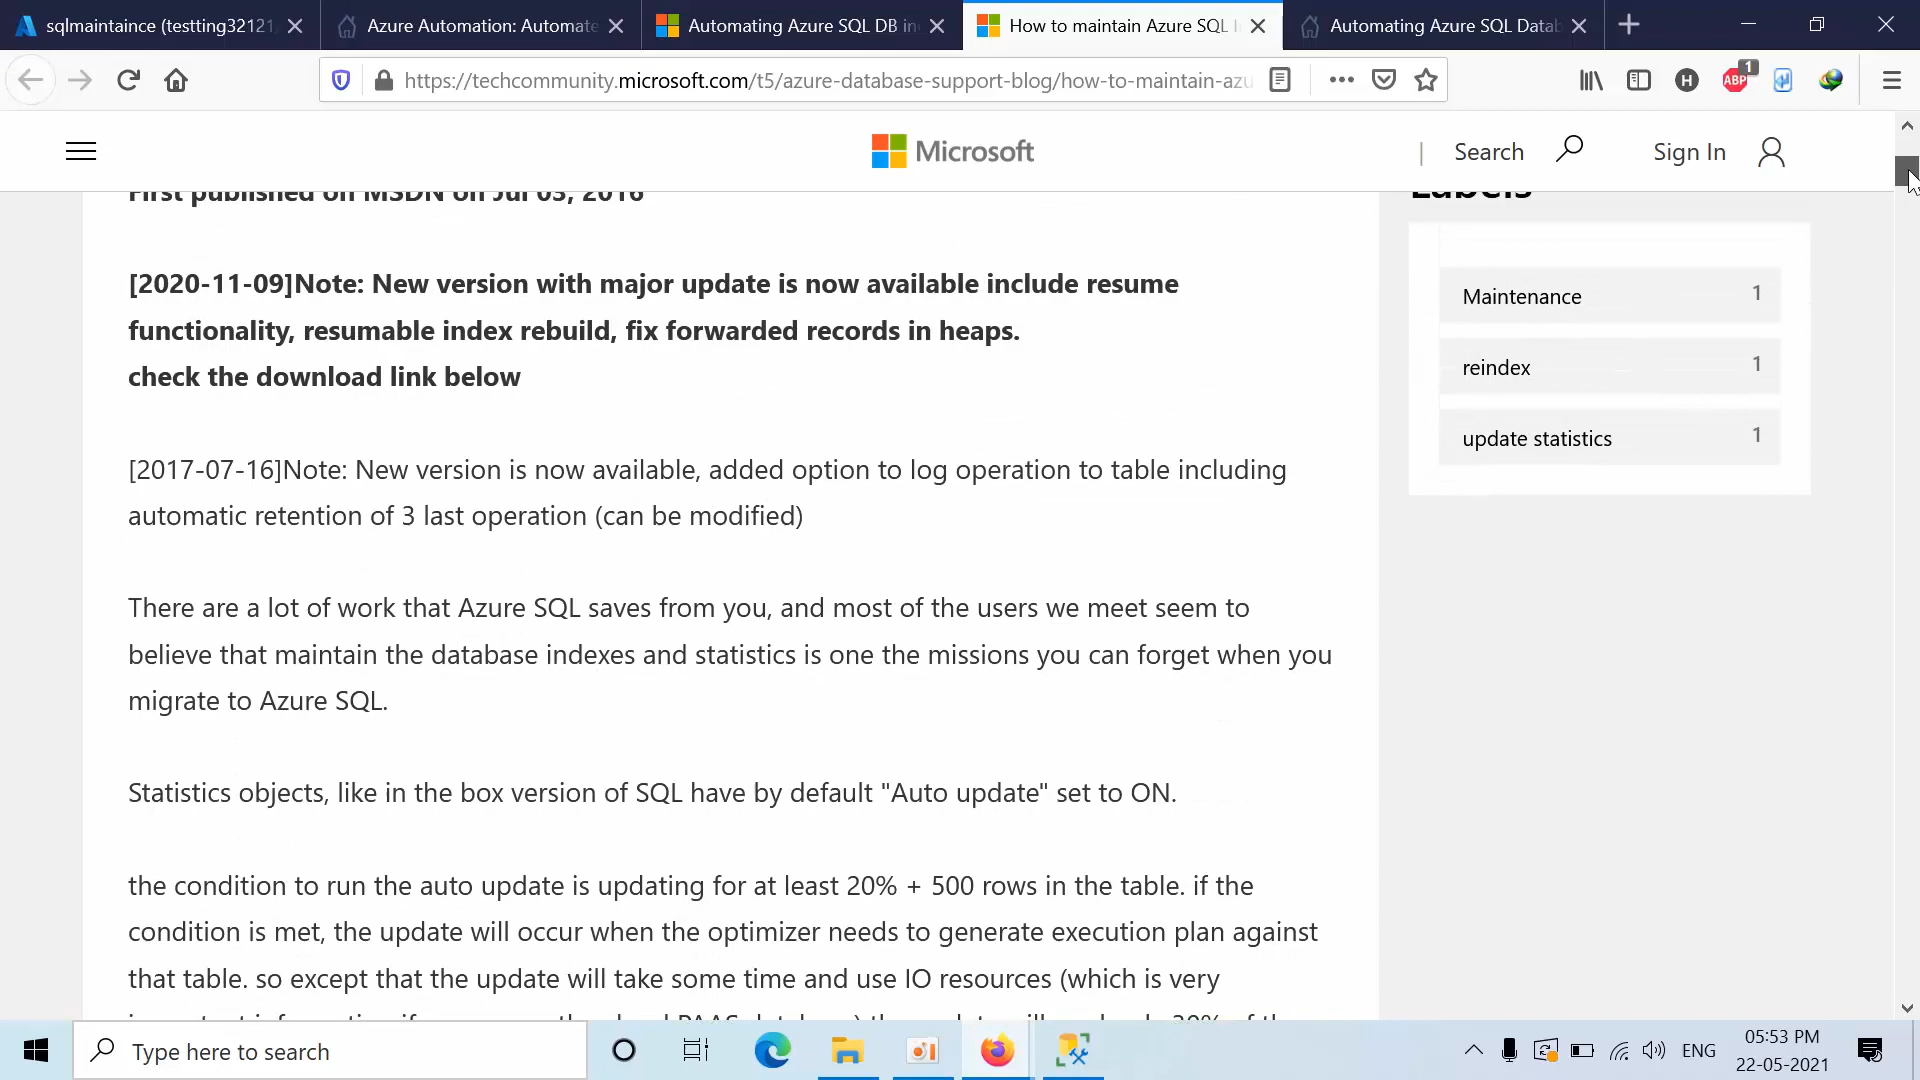 sqlmaintaince (testting32121
Azure Automation: Automate
Automating Azure SQL DB in
How to maintain Azure SQL I
Automating Azure SQL Datab
https://techcommunity.microsoft.com/t5/azure-database-support-blog/how-to-maintain-azu
ABP
1
Microsoft
| Search
Sign In
First published on MSDN on Jul 03, 2016
Labels
[2020-11-09]Note: New version with major update is now available include resume
functionality, resumable index rebuild, fix forwarded records in heaps.
check the download link below
Maintenance 1
reindex 1
update statistics 1
[2017-07-16]Note: New version is now available, added option to log operation to table including
automatic retention of 3 last operation (can be modified)
There are a lot of work that Azure SQL saves from you, and most of the users we meet seem to
believe that maintain the database indexes and statistics is one the missions you can forget when you
migrate to Azure SQL.
Statistics objects, like in the box version of SQL have by default "Auto update" set to ON.
the condition to run the auto update is updating for at least 20% + 500 rows in the table. if the
condition is met, the update will occur when the optimizer needs to generate execution plan against
that table. so except that the update will take some time and use IO resources (which is very
Type here to search
ENG
05:53 PM
22-05-2021